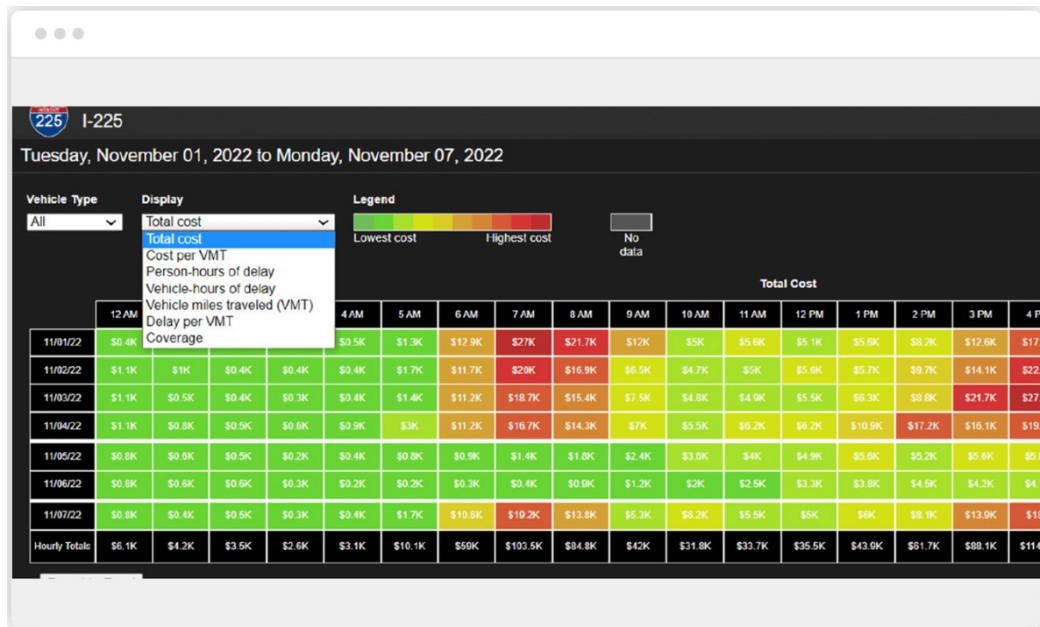 INTERSTATE
225 I-225
Tuesday, November 01, 2022 to Monday, November 07, 2022
Vehicle Type Display Legend
All Total cost
Lowest cost Highest cost No data
Total cost
Cost per VMT
Person-hours of delay
Vehicle-hours of delay
Vehicle miles traveled (VMT)
Delay per VMT
Coverage
Total Cost
12 AM 4 AM 5 AM 6 AM 7 AM 8 AM 9 AM 10 AM 11 AM 12 PM 1 PM 2 PM 3 PM 4 P
11/01/22 $0.4K $0.5K $1.3K $12.9K $27K $21.7K $12K $5K $5.6K $5.1K $5.6K $8.2K $12.6K $17.
11/02/22 $1.1K $1K $0.4K $0.4K $0.4K $1.7K $11.7K $20K $16.9K $6.5K $4.7K $5K $5.6K $5.7K $9.7K $14.1K $22.
11/03/22 $1.1K $0.5K $0.4K $0.3K $0.4K $1.4K $11.2K $18.7K $15.4K $7.5K $4.8K $4.9K $5.5K $6.3K $8.8K $21.7K $27.
11/04/22 $1.1K $0.8K $0.5K $0.6K $0.9K $3K $11.2K $16.7K $14.3K $7K $5.5K $6.2K $6.2K $10.9K $17.2K $16.1K $19.
11/05/22 $0.8K $0.6K $0.5K $0.2K $0.4K $0.8K $0.9K $1.4K $1.8K $2.4K $3.6K $4K $4.9K $5.6K $5.2K $5.6K $5.
11/06/22 $0.8K $0.6K $0.6K $0.3K $0.2K $0.2K $0.3K $0.4K $0.9K $1.2K $2K $2.5K $3.3K $3.8K $4.5K $4.2K $4.
11/07/22 $0.8K $0.4K $0.5K $0.3K $0.4K $1.7K $10.6K $19.2K $13.8K $5.3K $6.2K $5.5K $5K $6K $8.1K $13.9K $18
Hourly Totals $6.1K $4.2K $3.5K $2.6K $3.1K $10.1K $59K $103.5K $84.8K $42K $31.8K $33.7K $35.5K $43.9K $61.7K $88.1K $114